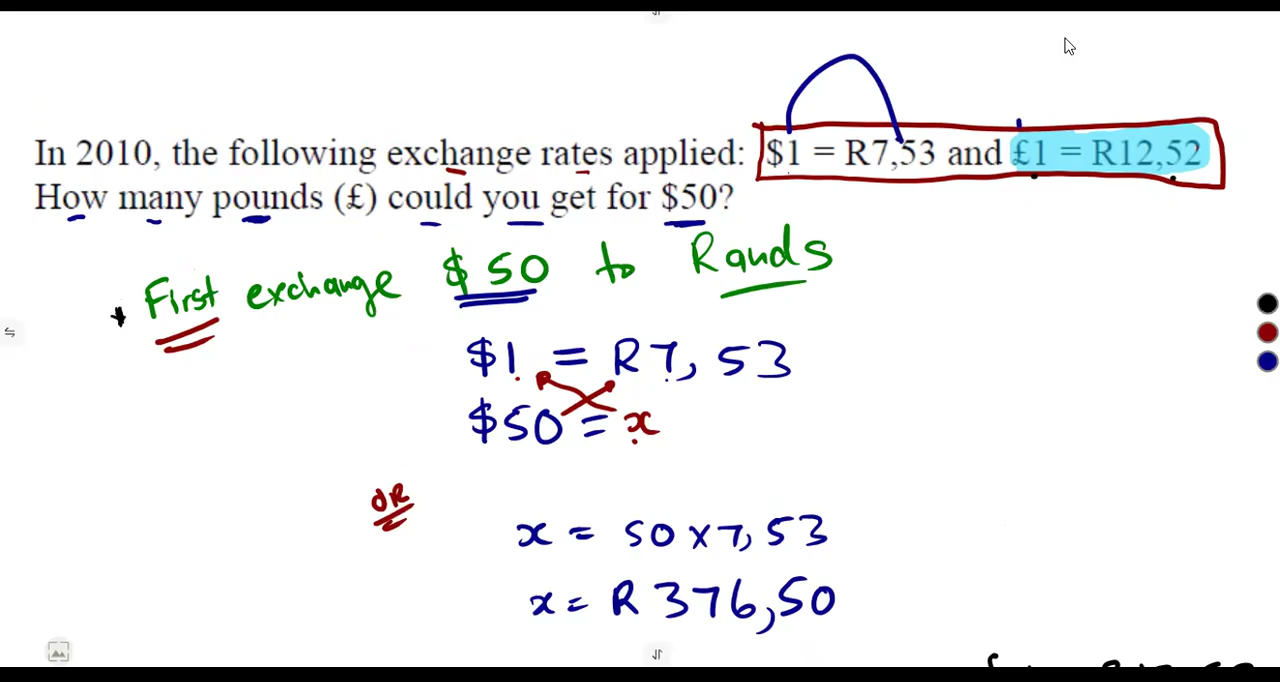 In 2010, the following exchange rates applied: $1 = R7,53 and £1 = R12,52
How many pounds (£) could you get for $50?
* First exchange $50 to Rands
$1 = R7,53
$50 = x
OR
x = 50 x 7,53
x = R 376,50